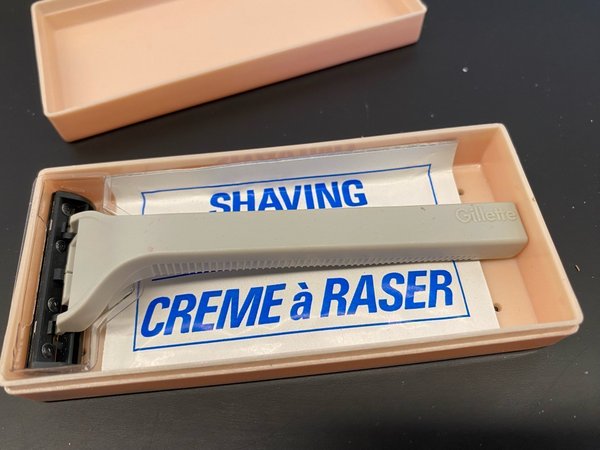 SHAVING
Gillette
CREME à RASER